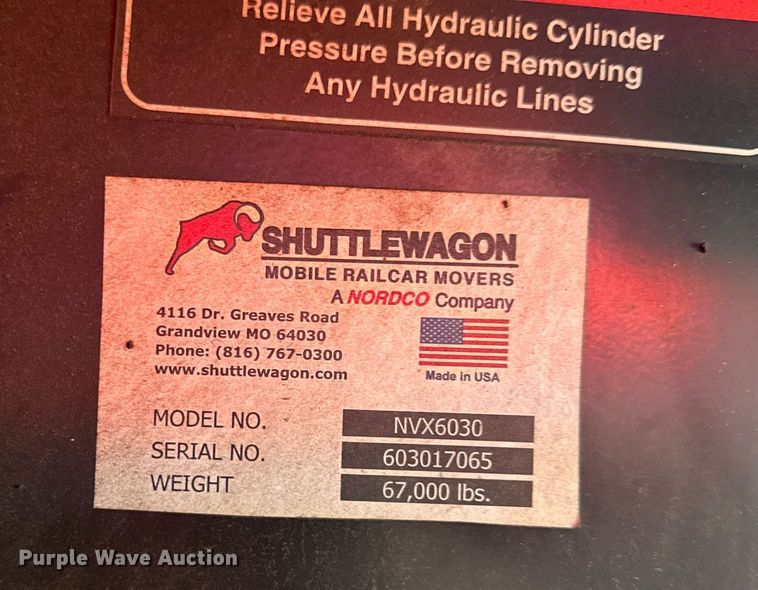 Relieve All Hydraulic Cylinder
Pressure Before Removing
Any Hydraulic Lines
SHUTTLEWAGON
MOBILE RAILCAR MOVERS
A NORDCO Company
4116 Dr. Greaves Road
Grandview MO 64030
Phone: (816) 767-0300
www.shuttlewagon.com
Made in USA
MODEL NO. NVX6030
SERIAL NO. 603017065
WEIGHT 67,000 lbs.
Purple Wave Auction